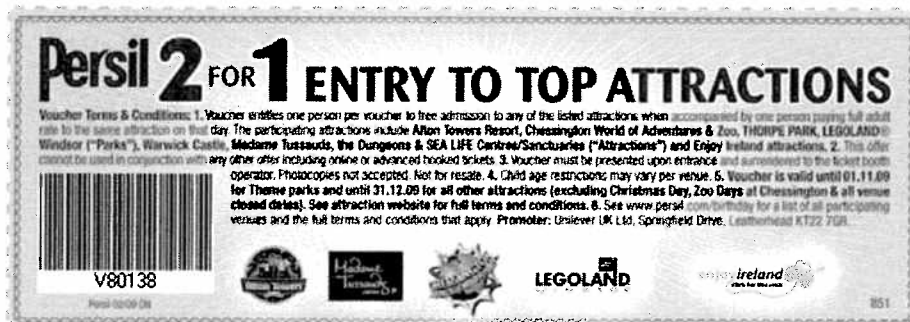 Persil 2 FOR 1 ENTRY TO TOP ATTRACTIONS
Voucher Terms & Conditions: 1. Voucher entitles one person per voucher to free admission to any of the listed attractions when accompanied by one person paying full adult
rate to the same attraction on that day. The participating attractions include Alton Towers Resort, Chessington World of Adventures & Zoo, THORPE PARK, LEGOLAND®
Windsor ("Parks"), Warwick Castle, Madame Tussauds, the Dungeons & SEA LIFE Centres/Sanctuaries ("Attractions") and Enjoy Ireland attractions. 2. This offer
cannot be used in conjunction with any other offer including online or advanced booked tickets. 3. Voucher must be presented upon entrance and surrendered to the ticket booth
operator. Photocopies not accepted. Not for resale. 4. Child age restrictions may vary per venue. 5. Voucher is valid until 01.11.09
for Theme parks and until 31.12.09 for all other attractions (excluding Christmas Day, Zoo Days at Chessington & all venue
closed dates). See attraction website for full terms and conditions. 6. See www.persil.com/birthday for a list of all participating
venues and the full terms and conditions that apply. Promoter: Unilever UK Ltd, Springfield Drive, Leatherhead KT22 7GR.
V80138
Alton Towers
Madame Tussauds
LEGOLAND
enjoyireland
851